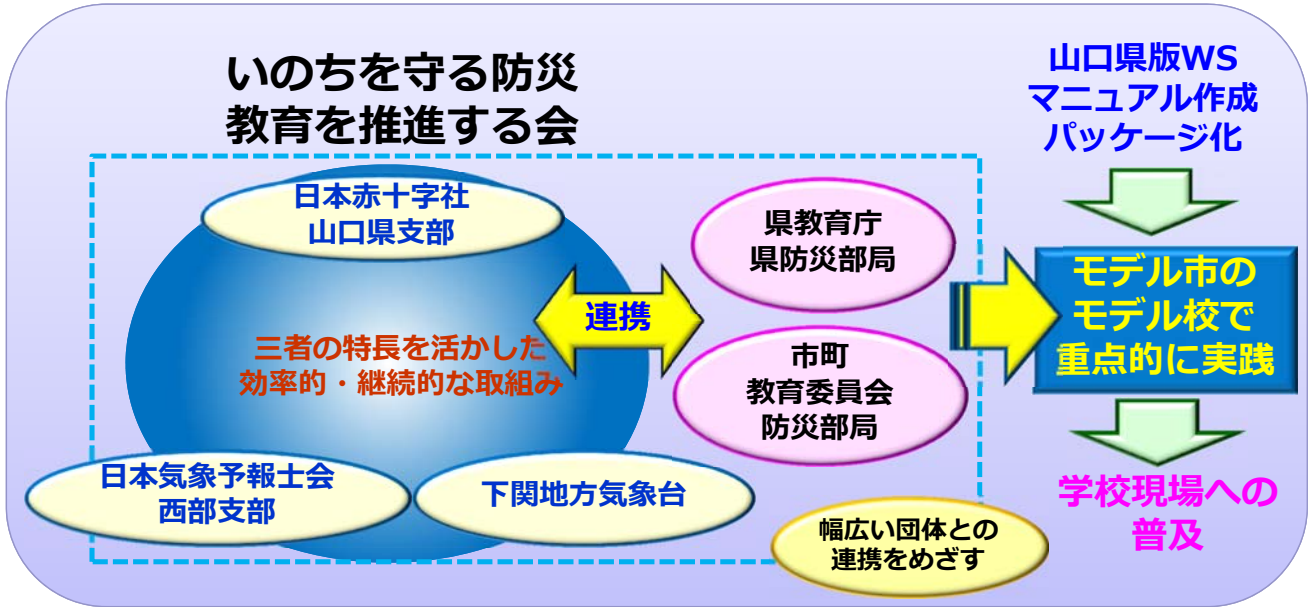 いのちを守る防災
教育を推進する会
日本赤十字社
山口県支部
三者の特長を活かした
効率的・継続的な取組み
日本気象予報士会
西部支部
下関地方気象台
連携
県教育庁
県防災部局
市町
教育委員会
防災部局
幅広い団体との
連携をめざす
山口県版WS
マニュアル作成
パッケージ化
モデル市の
モデル校で
重点的に実践
学校現場への
普及